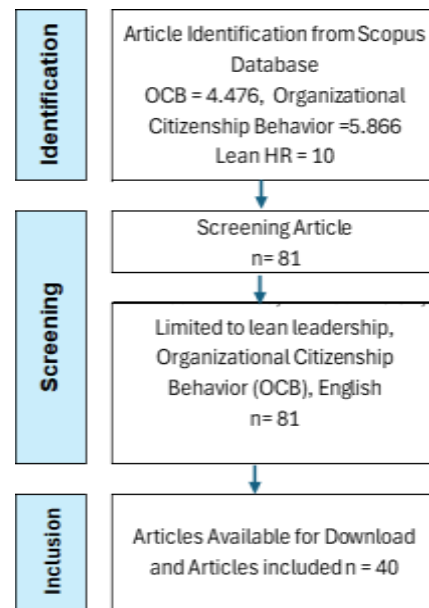 Identification
Article Identification from Scopus
Database
OCB = 4.476, Organizational
Citizenship Behavior =5.866
Lean HR = 10
Screening
Screening Article
n= 81
Limited to lean leadership,
Organizational Citizenship
Behavior (OCB), English
n= 81
Inclusion
Articles Available for Download
and Articles included n = 40